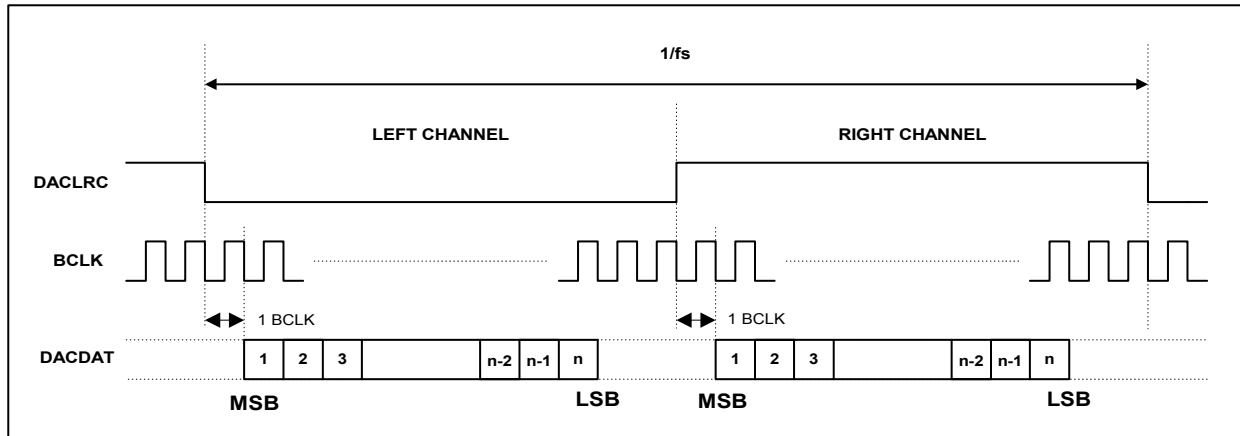 1/fs
LEFT CHANNEL RIGHT CHANNEL
DACLRC
BCLK
1 BCLK 1 BCLK
DACDAT 1 2 3 n-2 n-1 n 1 2 3 n-2 n-1 n
MSB LSB MSB LSB